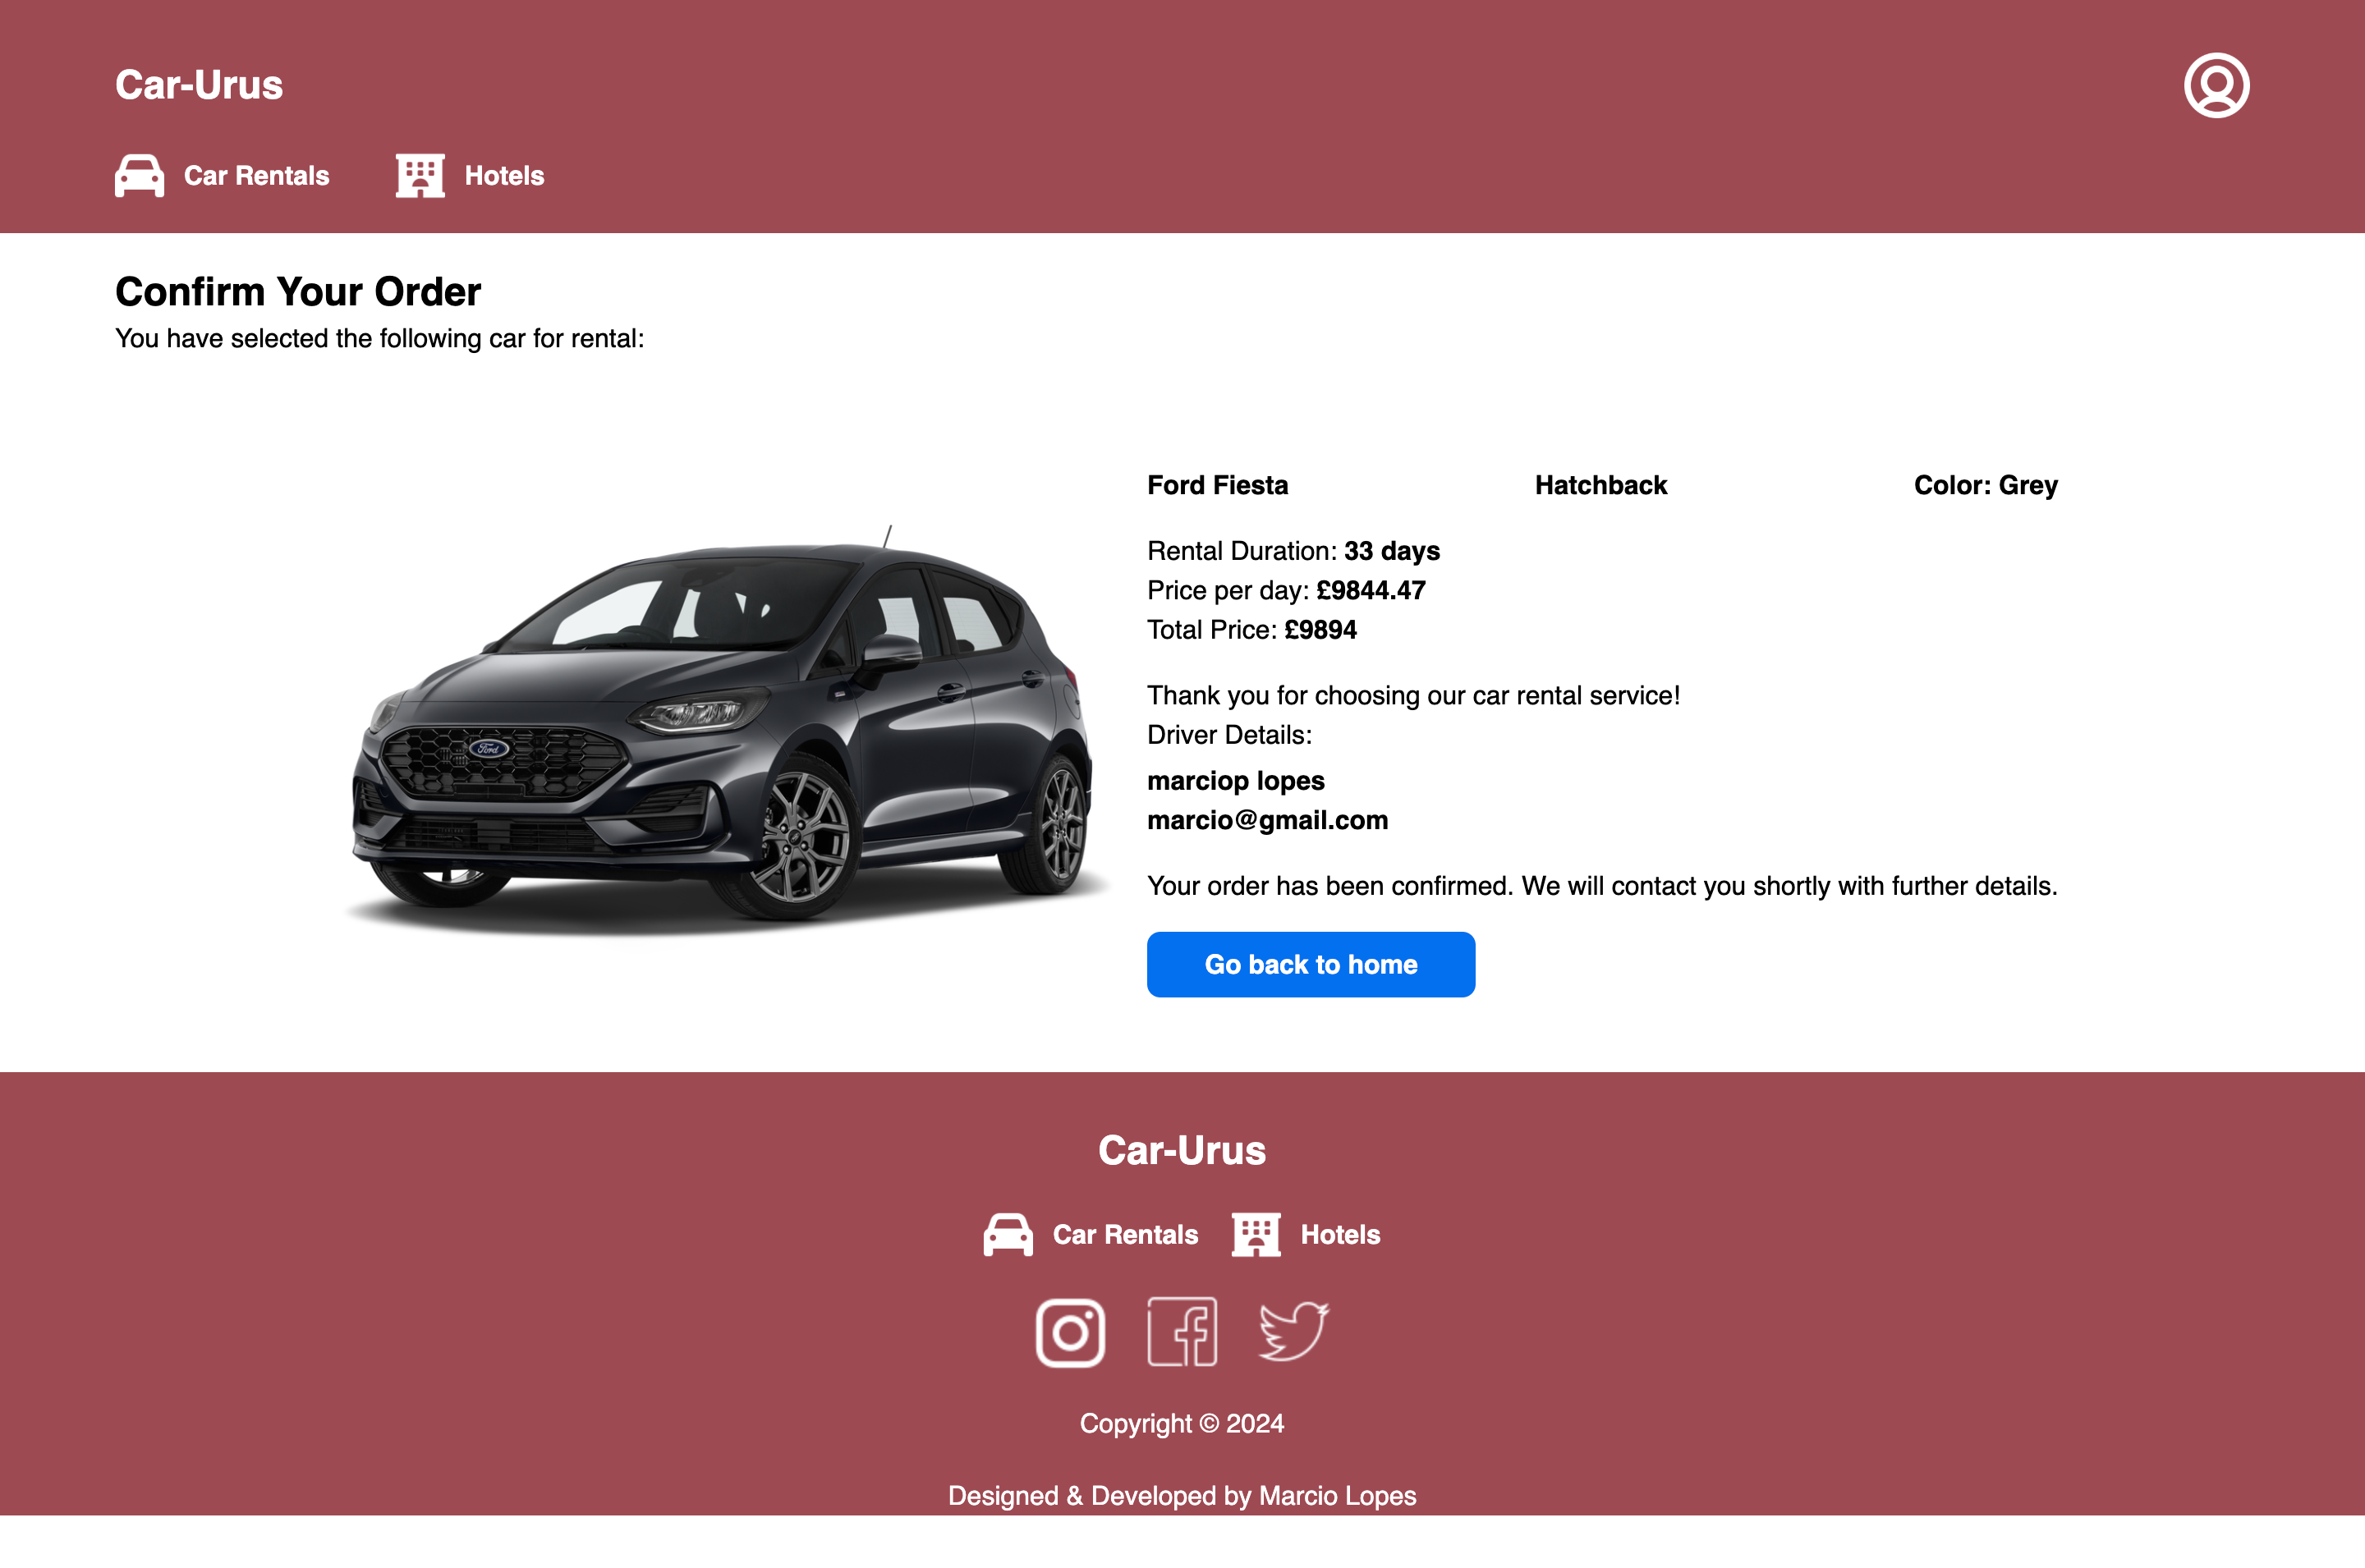 Car-Urus
Car Rentals Hotels
Confirm Your Order
You have selected the following car for rental:
Ford Fiesta Hatchback Color: Grey
Rental Duration: 33 days
Price per day: £9844.47
Total Price: £9894
Thank you for choosing our car rental service!
Driver Details:
marciop lopes
marcio@gmail.com
Ford
Your order has been confirmed. We will contact you shortly with further details.
Go back to home
Car-Urus
Car Rentals Hotels
Copyright © 2024
Designed & Developed by Marcio Lopes